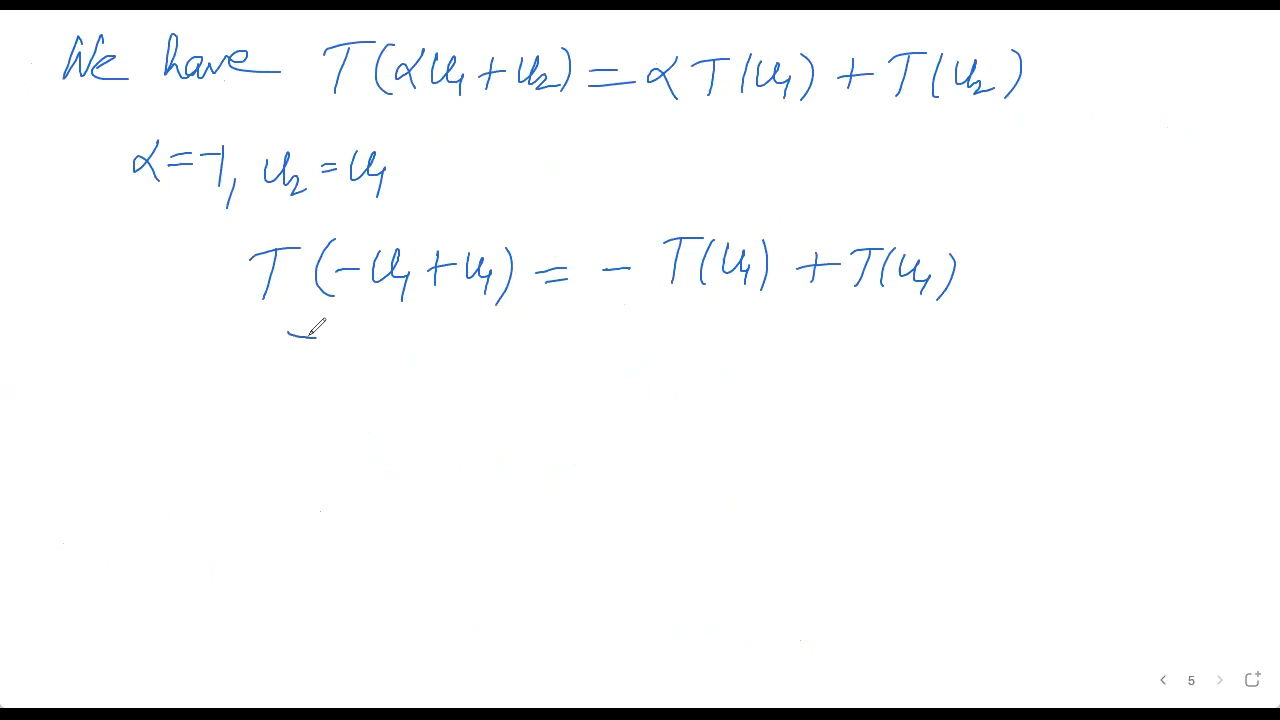 We have T(αu₁+u₂)=αT(u₁)+T(u₂)
α=-1, u₂=u₁
T(-u₁+u₁)=-T(u₁)+T(u₁)
< 5 >